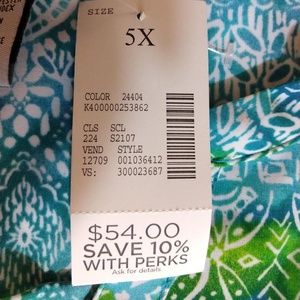 SIZE
5X
COLOR 24404
K400000253862
CLS SCL
224 S2107
VEND STYLE
12709 001036412
VS: 300023687
$54.00
SAVE 10%
WITH PERKS
Ask for details